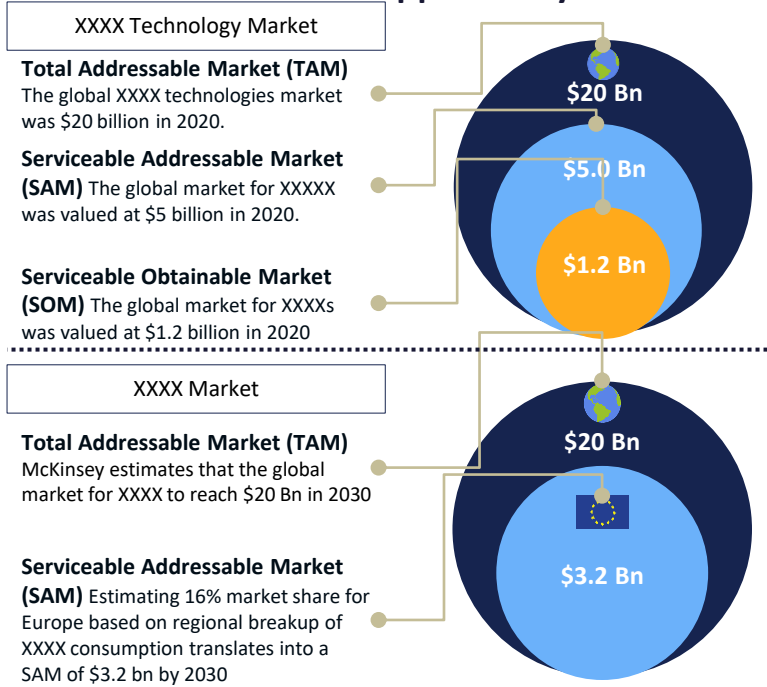 XXXX Technology Market
Total Addressable Market (TAM)
The global XXXX technologies market
was $20 billion in 2020.
Serviceable Addressable Market
(SAM) The global market for XXXXX
was valued at $5 billion in 2020.
Serviceable Obtainable Market
(SOM) The global market for XXXXs
was valued at $1.2 billion in 2020
$20 Bn
$5.0 Bn
$1.2 Bn
XXXX Market
Total Addressable Market (TAM)
McKinsey estimates that the global
market for XXXX to reach $20 Bn in 2030
Serviceable Addressable Market
(SAM) Estimating 16% market share for
Europe based on regional breakup of
XXXX consumption translates into a
SAM of $3.2 bn by 2030
$20 Bn
$3.2 Bn